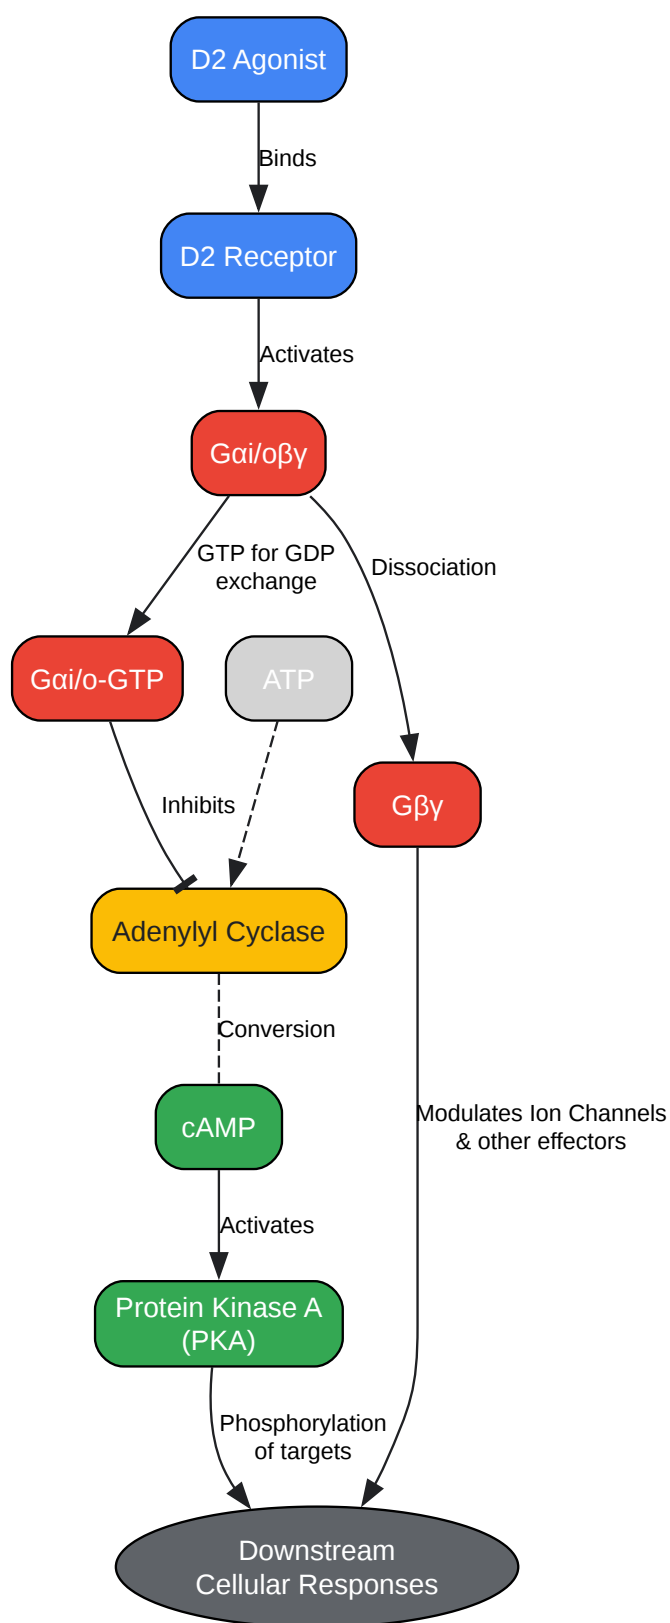 D2 Agonist
Binds
D2 Receptor
Activates
Gαi/oβγ
GTP for GDP
exchange
Dissociation
Gαi/o-GTP
ATP
Inhibits
Gβγ
Adenylyl Cyclase
Conversion
cAMP
Modulates Ion Channels
& other effectors
Activates
Protein Kinase A
(PKA)
Phosphorylation
of targets
Downstream
Cellular Responses